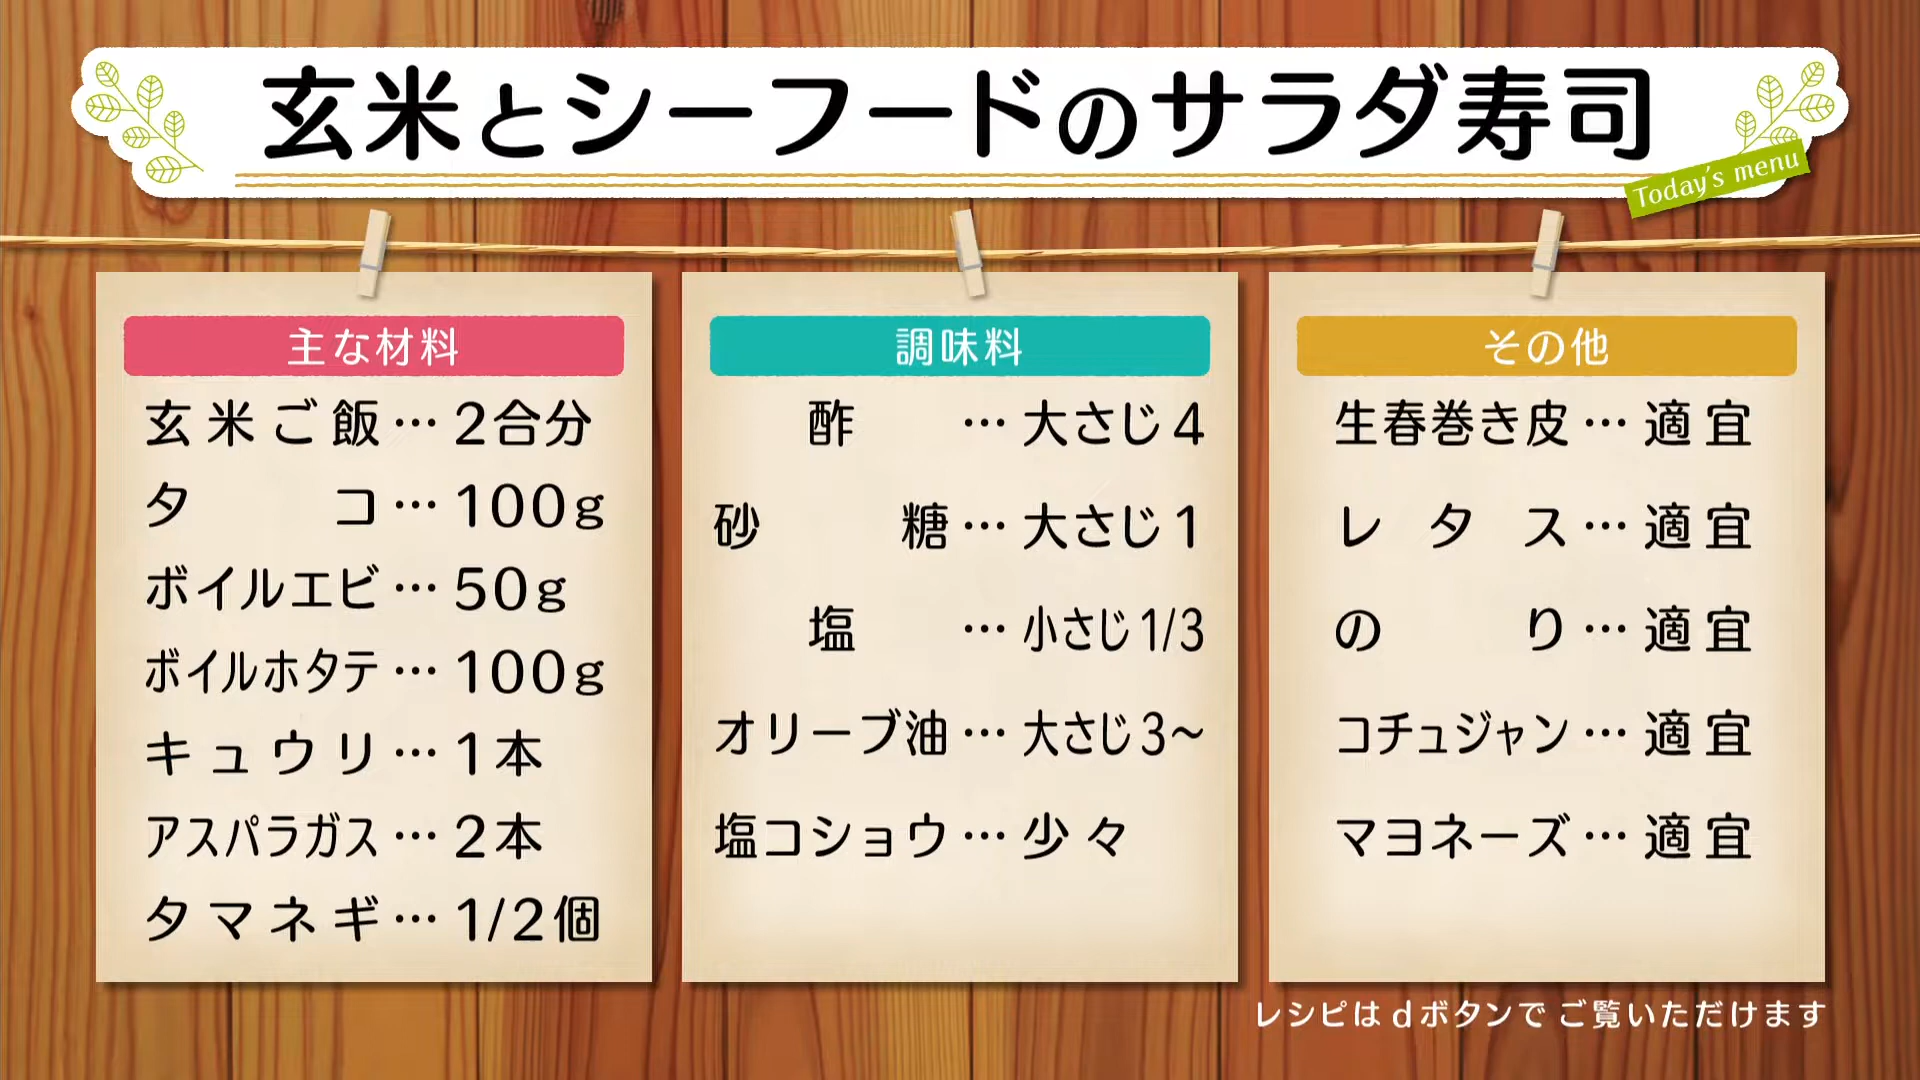 玄米とシーフードのサラダ寿司
Today's menu
主な材料
玄米ご飯…2合分
タコ…100g
ボイルエビ…50g
ボイルホタテ…100g
キュウリ…1本
アスパラガス…2本
タマネギ…1/2個
調味料
酢…大さじ4
砂糖…大さじ1
塩…小さじ1/3
オリーブ油…大さじ3~
塩コショウ…少々
その他
生春巻き皮…適宜
レタス…適宜
のり…適宜
コチュジャン…適宜
マヨネーズ…適宜
レシピはdボタンで ご覧いただけます